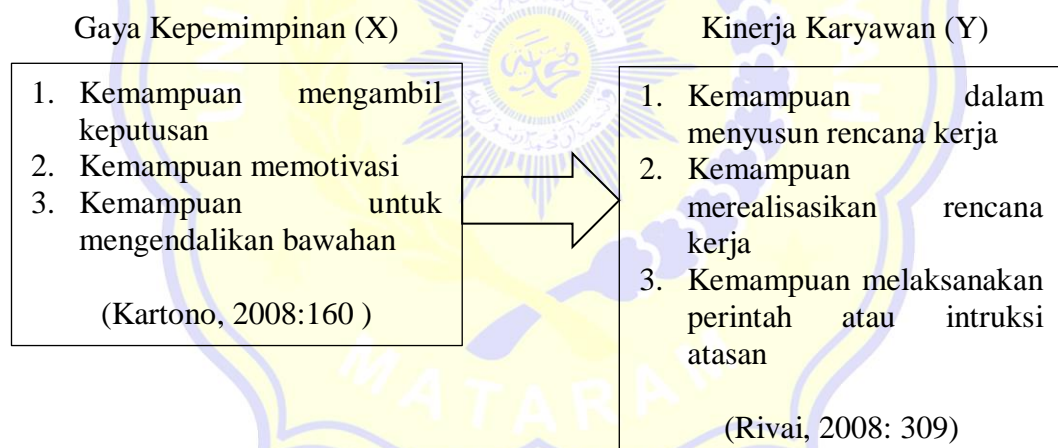 Gaya Kepemimpinan (X)
1. Kemampuan mengambil
keputusan
2. Kemampuan memotivasi
3. Kemampuan untuk
mengendalikan bawahan
(Kartono, 2008:160 )
Kinerja Karyawan (Y)
1. Kemampuan dalam
menyusun rencana kerja
2. Kemampuan
merealisasikan rencana
kerja
3. Kemampuan melaksanakan
perintah atau intruksi
atasan
(Rivai, 2008: 309)
MATARAM